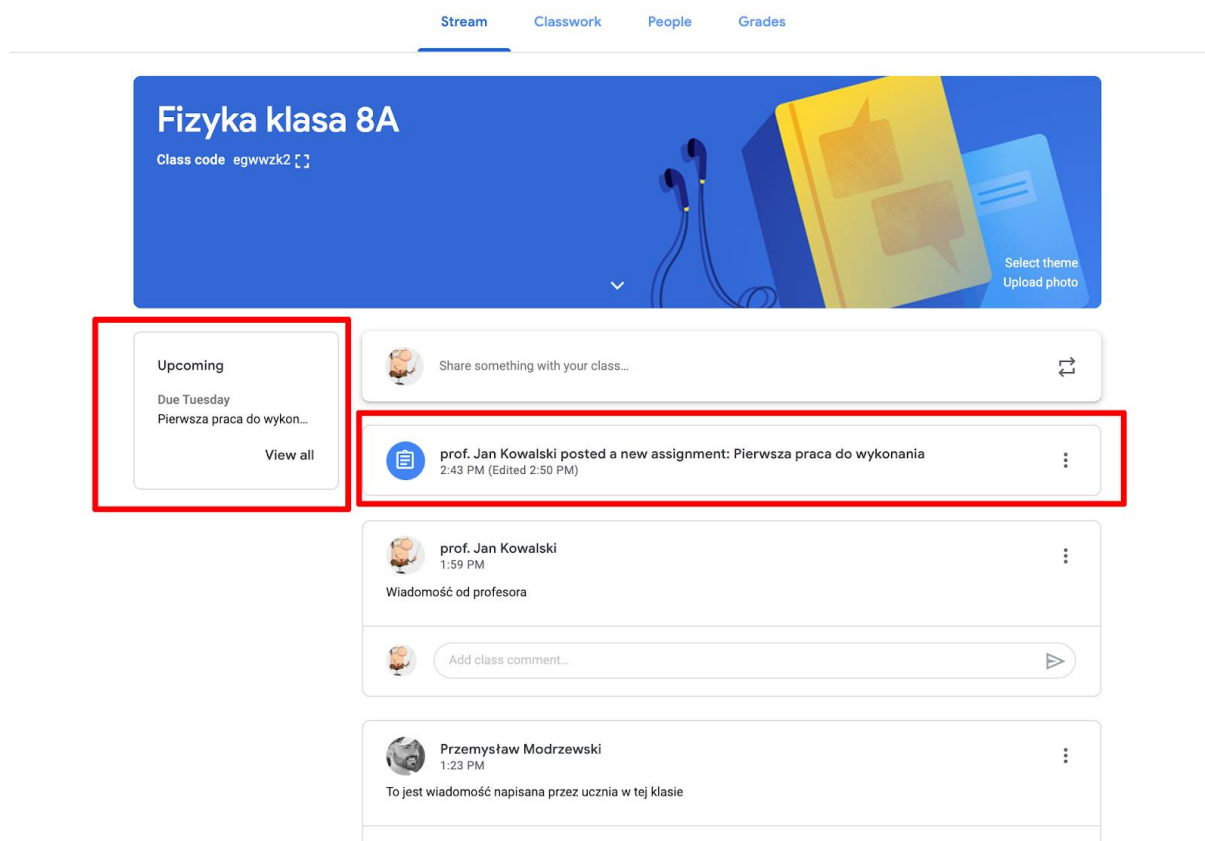 Stream Classwork People Grades
Fizyka klasa 8A
Class code egwwzk2
Select theme
Upload photo
Upcoming
Due Tuesday
Pierwsza praca do wykon...
View all
Share something with your class...
prof. Jan Kowalski posted a new assignment: Pierwsza praca do wykonania
2:43 PM (Edited 2:50 PM)
prof. Jan Kowalski
1:59 PM
Wiadomość od profesora
Add class comment...
Przemysław Modrzewski
1:23 PM
To jest wiadomość napisana przez ucznia w tej klasie